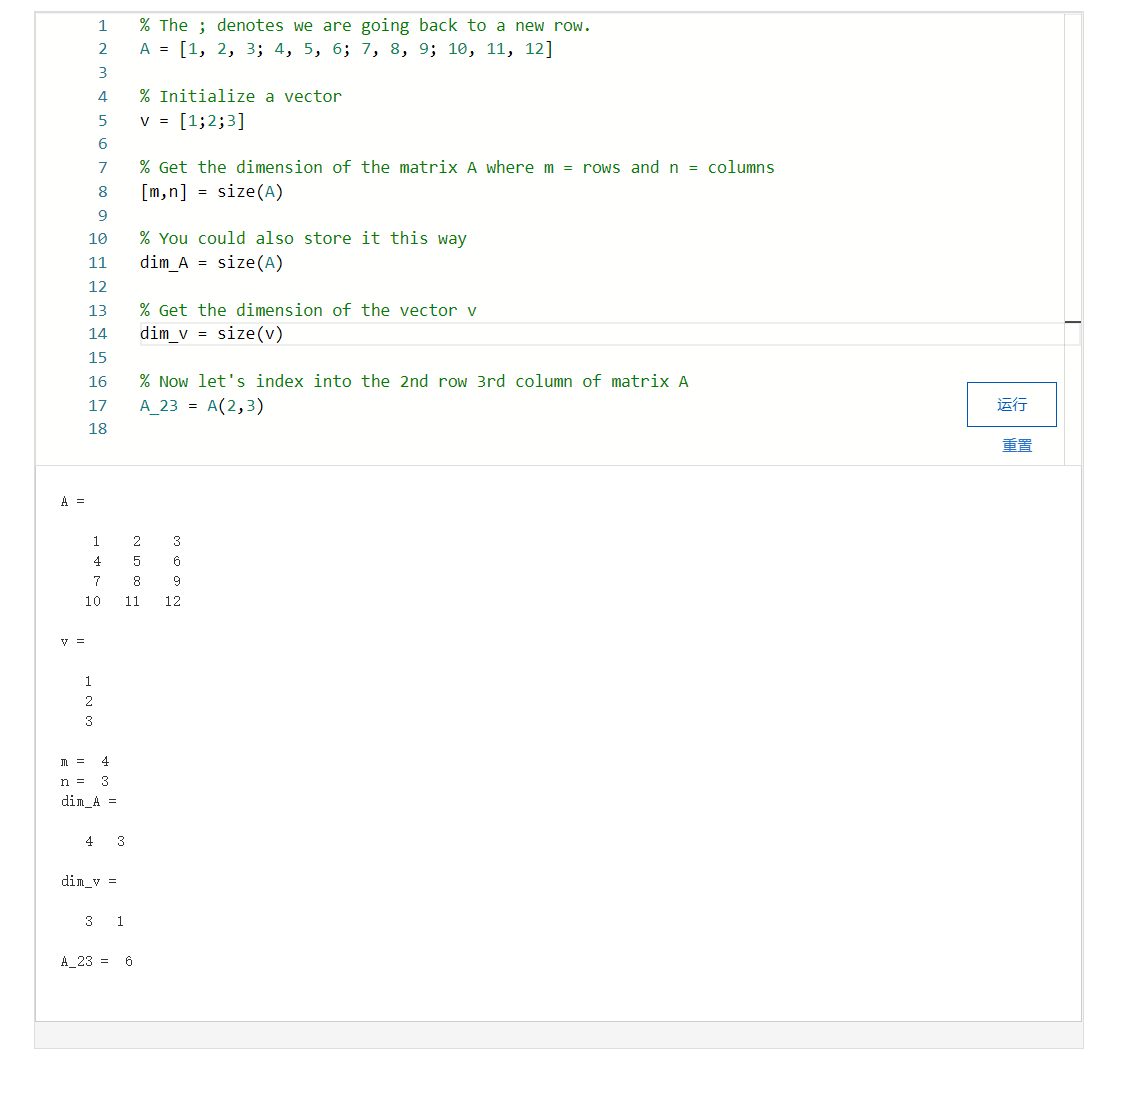 1 % The ; denotes we are going back to a new row.
2 A = [1, 2, 3; 4, 5, 6; 7, 8, 9; 10, 11, 12]
3
4 % Initialize a vector
5 v = [1;2;3]
6
7 % Get the dimension of the matrix A where m = rows and n = columns
8 [m,n] = size(A)
9
10 % You could also store it this way
11 dim_A = size(A)
12
13 % Get the dimension of the vector v
14 dim_v = size(v)
15
16 % Now let's index into the 2nd row 3rd column of matrix A
17 A_23 = A(2,3)
运行
18
重置
A =
1 2 3
4 5 6
7 8 9
10 11 12
v =
1
2
3
m = 4
n = 3
dim_A =
4 3
dim_v =
3 1
A_23 = 6